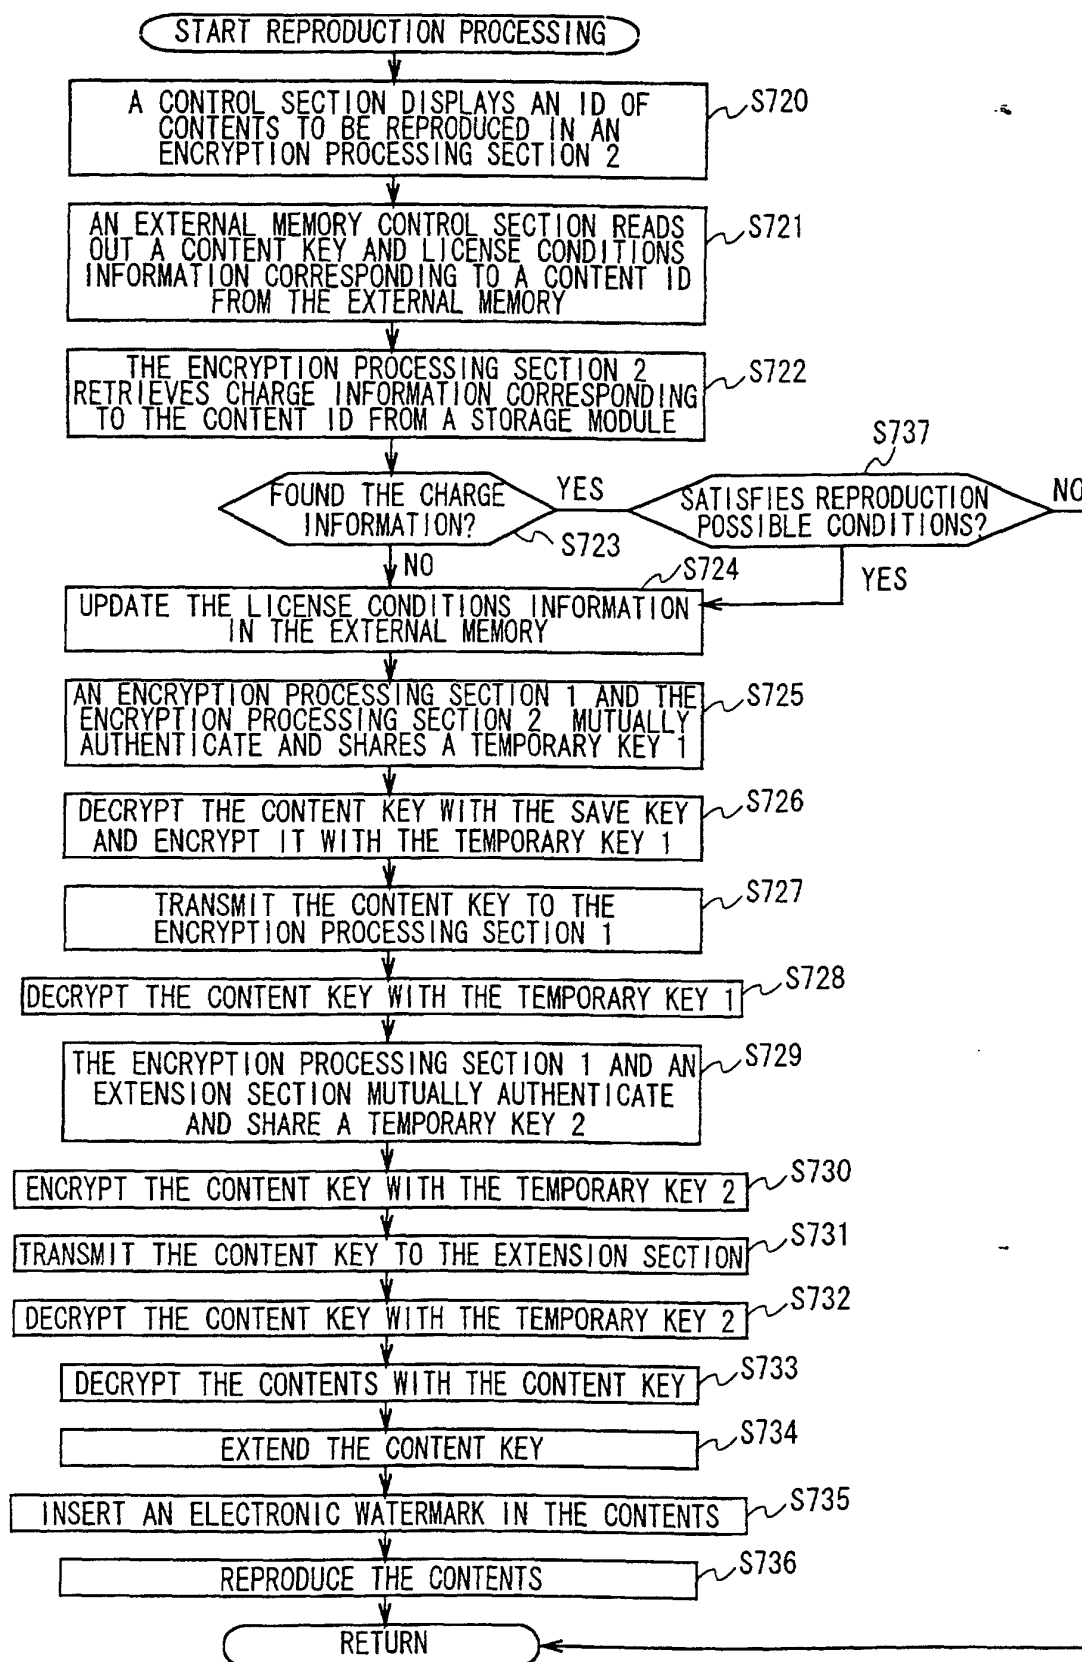 START REPRODUCTION PROCESSING
A CONTROL SECTION DISPLAYS AN ID OF
CONTENTS TO BE REPRODUCED IN AN
ENCRYPTION PROCESSING SECTION 2
S720
AN EXTERNAL MEMORY CONTROL SECTION READS
OUT A CONTENT KEY AND LICENSE CONDITIONS
INFORMATION CORRESPONDING TO A CONTENT ID
FROM THE EXTERNAL MEMORY
S721
THE ENCRYPTION PROCESSING SECTION 2
RETRIEVES CHARGE INFORMATION CORRESPONDING
TO THE CONTENT ID FROM A STORAGE MODULE
S722
FOUND THE CHARGE
INFORMATION?
S723
YES
NO
S737
SATISFIES REPRODUCTION
POSSIBLE CONDITIONS?
NO
YES
S724
UPDATE THE LICENSE CONDITIONS INFORMATION
IN THE EXTERNAL MEMORY
AN ENCRYPTION PROCESSING SECTION 1 AND THE
ENCRYPTION PROCESSING SECTION 2 MUTUALLY
AUTHENTICATE AND SHARES A TEMPORARY KEY 1
S725
DECRYPT THE CONTENT KEY WITH THE SAVE KEY
AND ENCRYPT IT WITH THE TEMPORARY KEY 1
S726
TRANSMIT THE CONTENT KEY TO THE
ENCRYPTION PROCESSING SECTION 1
S727
DECRYPT THE CONTENT KEY WITH THE TEMPORARY KEY 1
S728
THE ENCRYPTION PROCESSING SECTION 1 AND AN
EXTENSION SECTION MUTUALLY AUTHENTICATE
AND SHARE A TEMPORARY KEY 2
S729
ENCRYPT THE CONTENT KEY WITH THE TEMPORARY KEY 2
S730
TRANSMIT THE CONTENT KEY TO THE EXTENSION SECTION
S731
DECRYPT THE CONTENT KEY WITH THE TEMPORARY KEY 2
S732
DECRYPT THE CONTENTS WITH THE CONTENT KEY
S733
EXTEND THE CONTENT KEY
S734
INSERT AN ELECTRONIC WATERMARK IN THE CONTENTS
S735
REPRODUCE THE CONTENTS
S736
RETURN